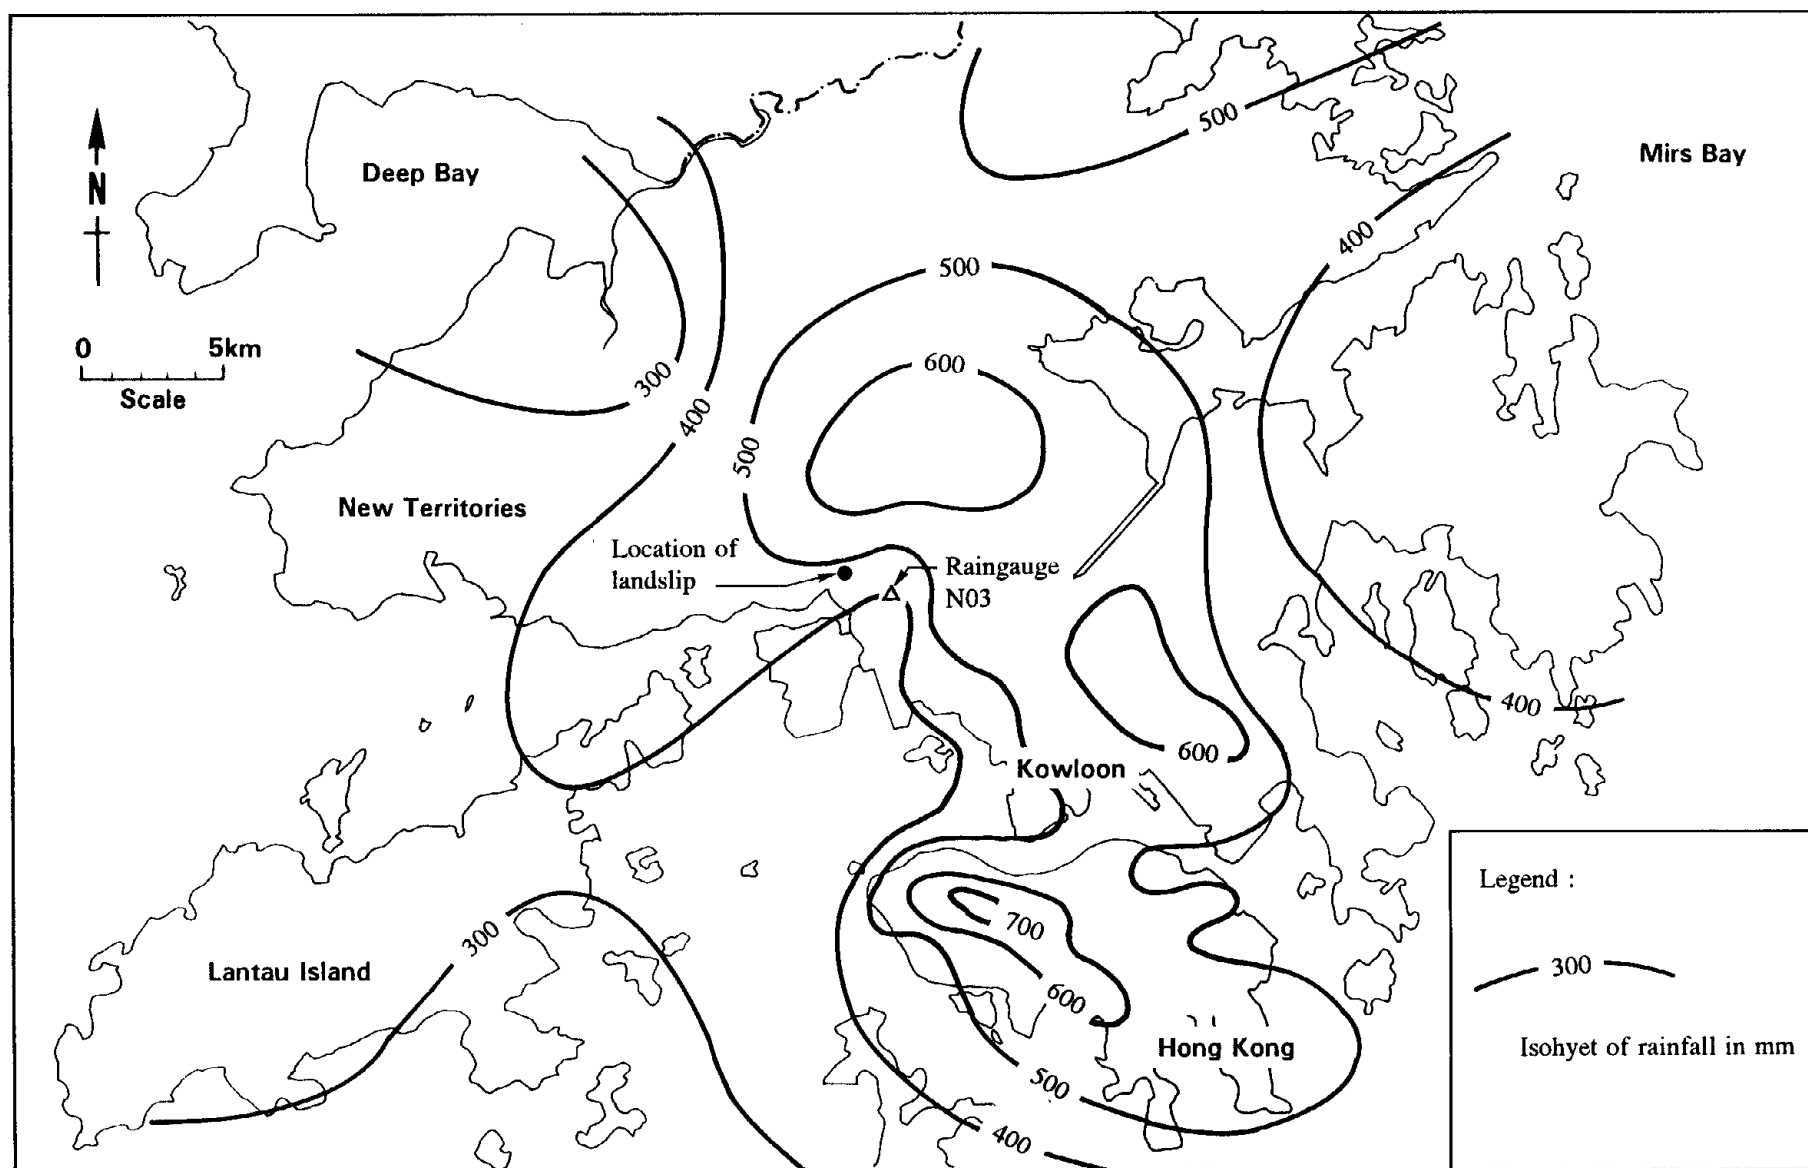 500
Mirs Bay
Deep Bay
N
400
500
0 5km
Scale
600
300
400
500
New Territories
Location of
landslip
Raingauge
N03
400
600
Kowloon
Legend :
700
300
300
Lantau Island
600
Isohyet of rainfall in mm
Hong Kong
500
400